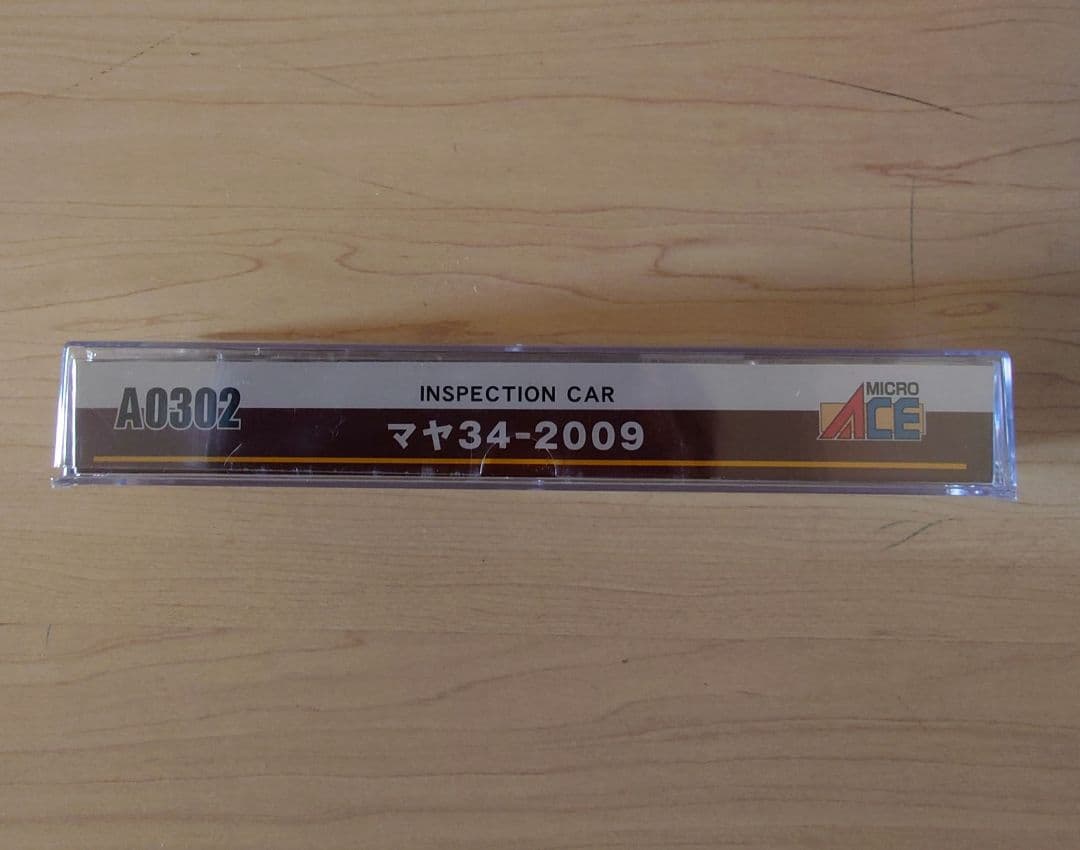 A0302
INSPECTION CAR
マヤ34-2009
MICRO
ACE